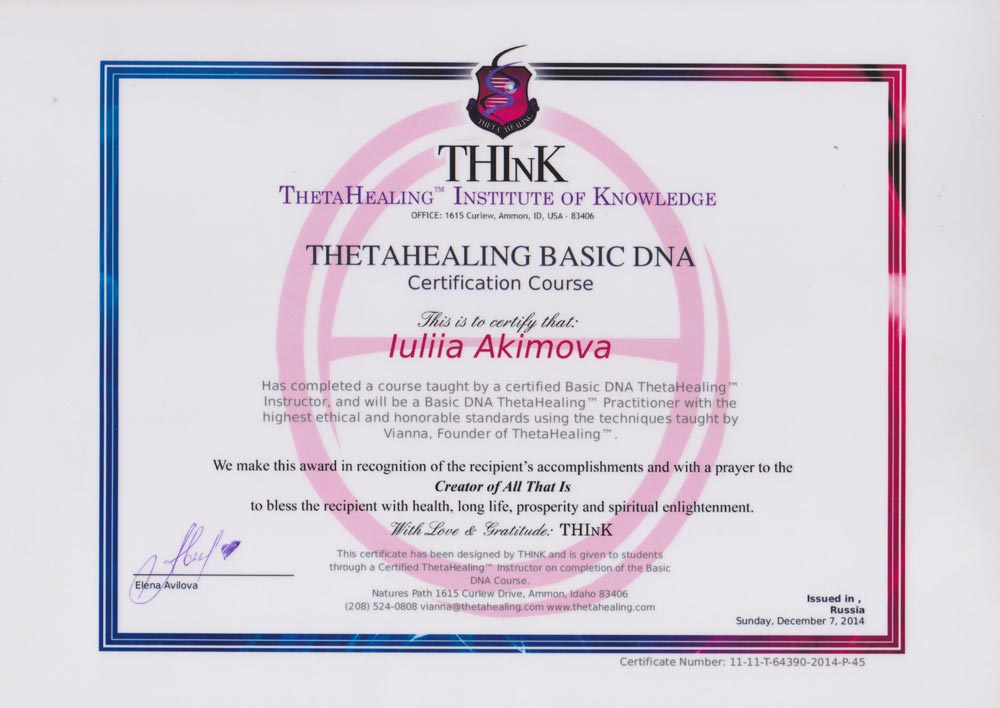 THETA HEALING
THInK
THETAHEALING™ INSTITUTE OF KNOWLEDGE
OFFICE: 1615 Curlew, Ammon, ID, USA - 83406
THETAHEALING BASIC DNA
Certification Course
This is to certify that:
Iuliia Akimova
Has completed a course taught by a certified Basic DNA ThetaHealing™
Instructor, and will be a Basic DNA ThetaHealing™ Practitioner with the
highest ethical and honorable standards using the techniques taught by
Vianna, Founder of ThetaHealing™.
We make this award in recognition of the recipient's accomplishments and with a prayer to the
Creator of All That Is
to bless the recipient with health, long life, prosperity and spiritual enlightenment.
With Love & Gratitude: THInK
Elena Avilova
This certificate has been designed by THInK and is given to students
through a Certified ThetaHealing™ Instructor on completion of the Basic
DNA Course.
Natures Path 1615 Curlew Drive, Ammon, Idaho 83406
(208) 524-0808 vianna@thetahealing.com www.thetahealing.com
Issued in ,
Russia
Sunday, December 7, 2014
Certificate Number: 11-11-T-64390-2014-P-45